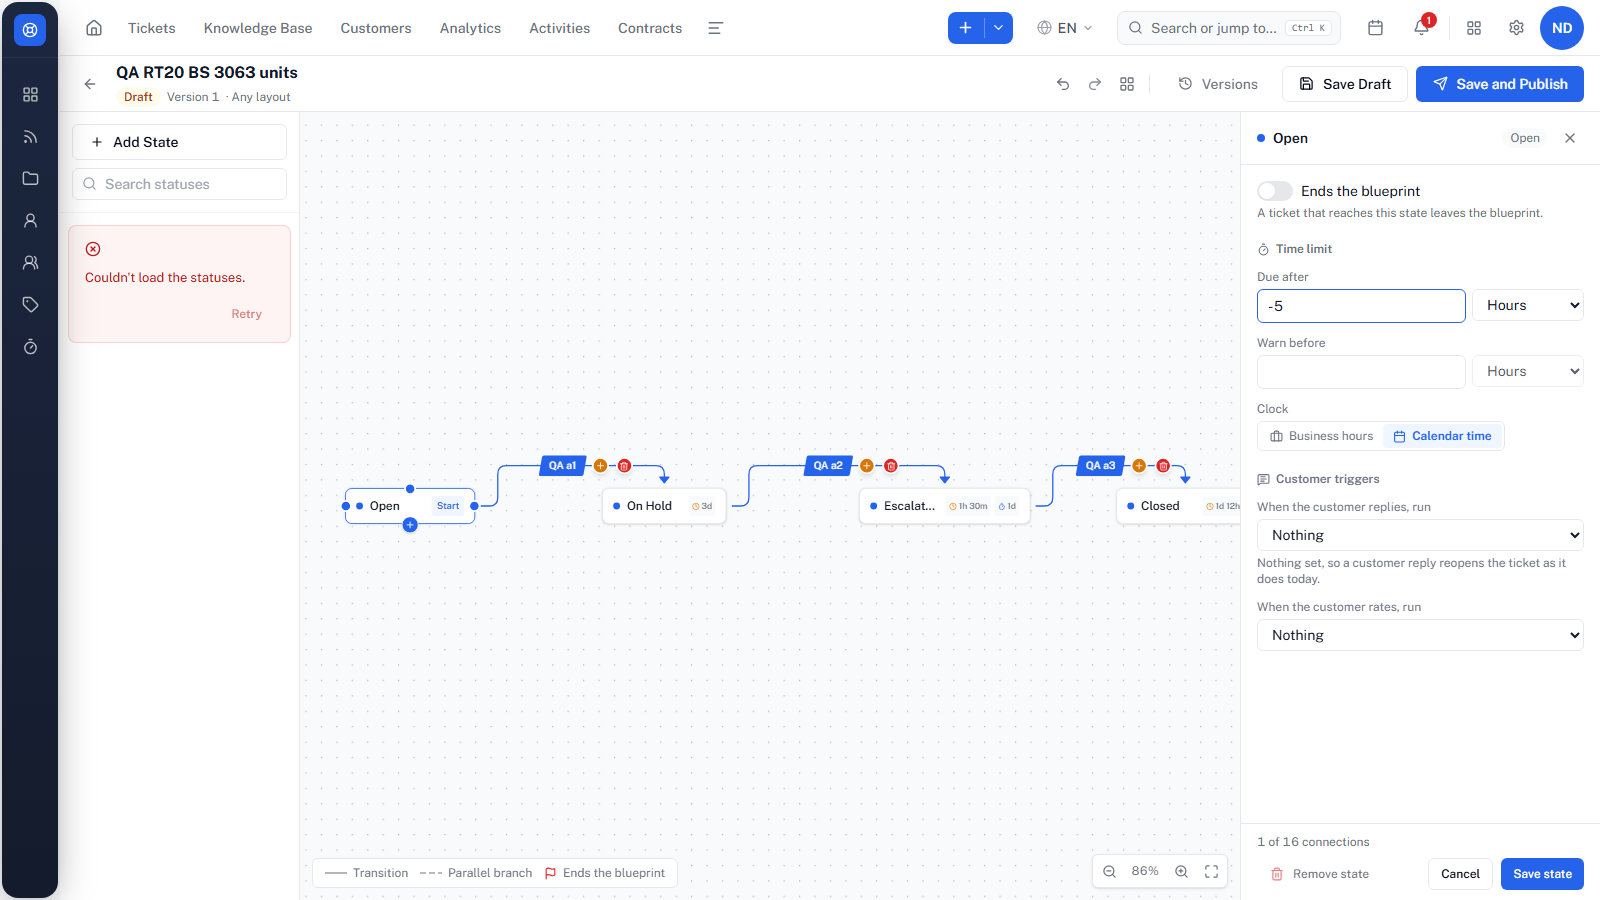 Tickets
Knowledge Base
Customers
Analytics
Activities
Contracts
EN
Search or jump to...
Ctrl K
1
ND
QA RT20 BS 3063 units
Draft
Version 1 · Any layout
Versions
Save Draft
Save and Publish
Add State
Search statuses
Couldn't load the statuses.
Retry
QA a1
QA a2
QA a3
Open
Start
On Hold
3d
Escalat...
1h 30m
1d
Closed
1d 12h
Transition
Parallel branch
Ends the blueprint
86%
Open
Open
Ends the blueprint
A ticket that reaches this state leaves the blueprint.
Time limit
Due after
-5
Hours
Warn before
Hours
Clock
Business hours
Calendar time
Customer triggers
When the customer replies, run
Nothing
Nothing set, so a customer reply reopens the ticket as it
does today.
When the customer rates, run
Nothing
1 of 16 connections
Remove state
Cancel
Save state